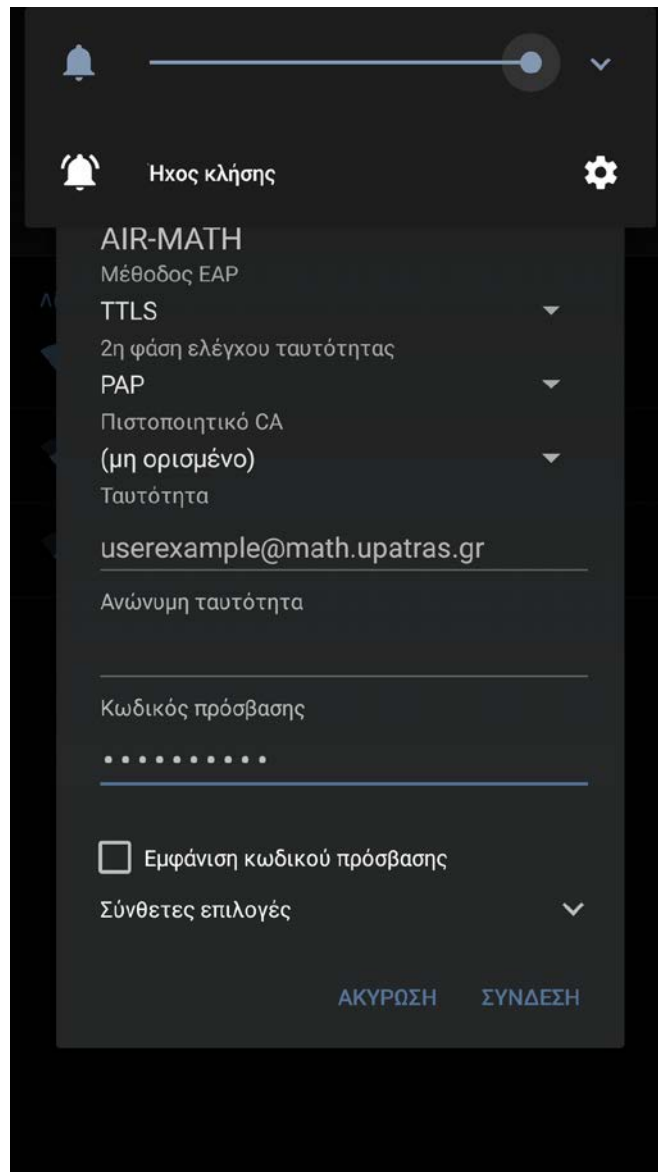 Ήχος κλήσης
AIR-MATH
Μέθοδος EAP
TTLS
2η φάση ελέγχου ταυτότητας
PAP
Πιστοποιητικό CA
(μη ορισμένο)
Ταυτότητα
userexample@math.upatras.gr
Ανώνυμη ταυτότητα
Κωδικός πρόσβασης
••••••••••
Εμφάνιση κωδικού πρόσβασης
Σύνθετες επιλογές
ΑΚΥΡΩΣΗ ΣΥΝΔΕΣΗ